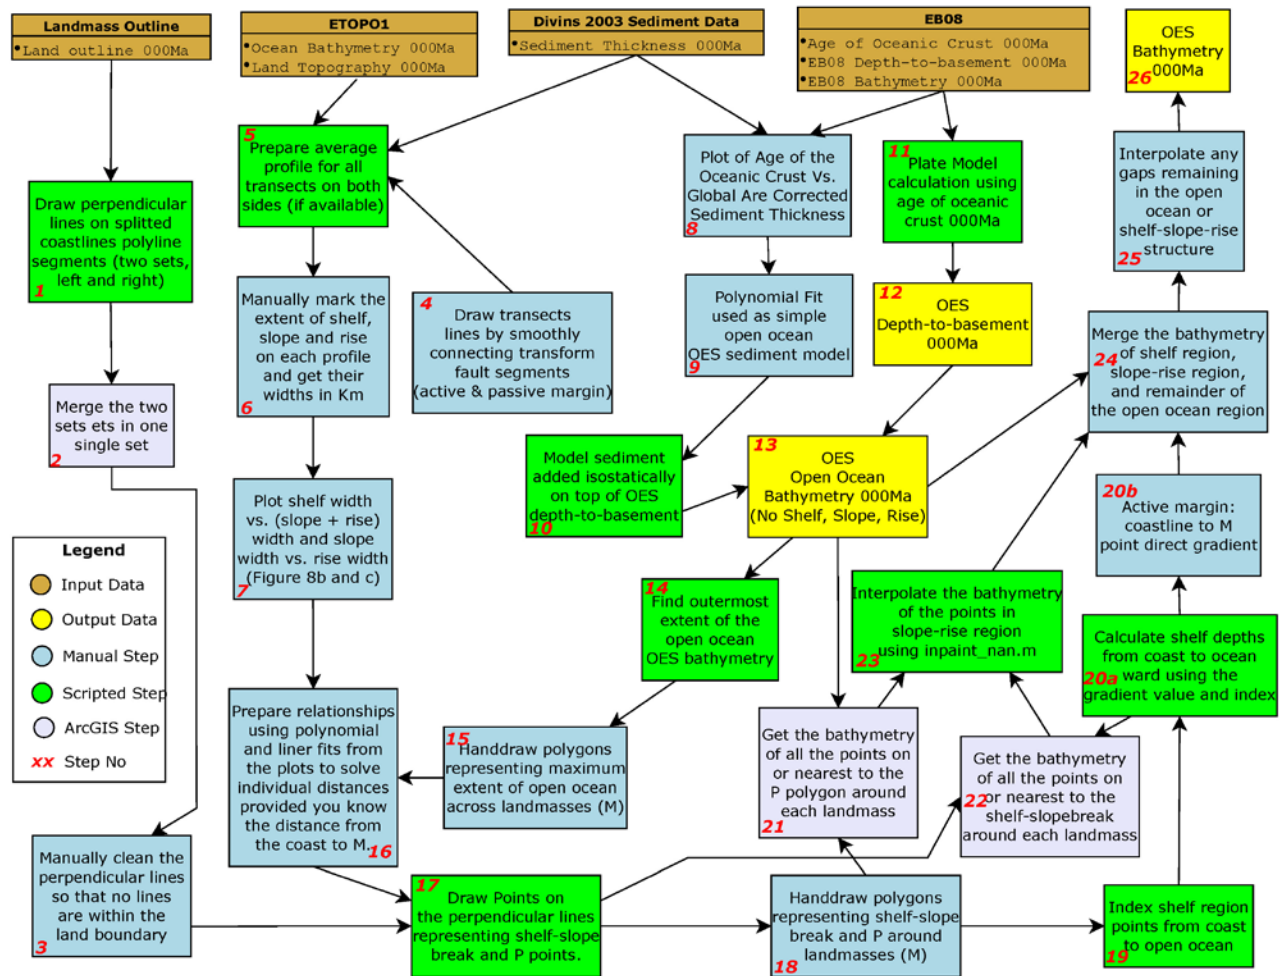 Landmass Outline
•Land outline 000Ma
ETOPO1
•Ocean Bathymetry 000Ma
•Land Topography 000Ma
Divins 2003 Sediment Data
•Sediment Thickness 000Ma
EB08
•Age of Oceanic Crust 000Ma
•EB08 Depth-to-basement 000Ma
•EB08 Bathymetry 000Ma
OES
Bathymetry
000Ma
26
Draw perpendicular
lines on splitted
coastlines polyline
segments (two sets,
left and right)
1
Merge the two
sets ets in one
single set
2
Manually clean the
perpendicular lines
so that no lines
are within the
land boundary
3
4
Draw transects
lines by smoothly
connecting transform
fault segments
(active & passive margin)
5
Prepare average
profile for all
transects on both
sides (if available)
Manually mark the
extent of shelf,
slope and rise
on each profile
and get their
widths in Km
6
Plot shelf width
vs. (slope + rise)
width and slope
width vs. rise width
(Figure 8b and c)
7
Plot of Age of the
Oceanic Crust Vs.
Global Are Corrected
Sediment Thickness
8
Polynomial Fit
used as simple
open ocean
OES sediment model
9
Model sediment
added isostatically
on top of OES
depth-to-basement
10
11
Plate Model
calculation using
age of oceanic
crust 000Ma
12
OES
Depth-to-basement
000Ma
13
OES
Open Ocean
Bathymetry 000Ma
(No Shelf, Slope, Rise)
14
Find outermost
extent of the
open ocean
OES bathymetry
15
Handdraw polygons
representing maximum
extent of open ocean
across landmasses (M)
Prepare relationships
using polynomial
and liner fits from
the plots to solve
individual distances
provided you know
the distance from
the coast to M.
16
17
Draw Points on
the perpendicular lines
representing shelf-slope
break and P points.
Handdraw polygons
representing shelf-slope
break and P around
landmasses (M)
18
Index shelf region
points from coast
to open ocean
19
Calculate shelf depths
from coast to ocean
ward using the
gradient value and index
20a
20b
Active margin:
coastline to M
point direct gradient
Get the bathymetry
of all the points on
or nearest to the
P polygon around
each landmass
21
Get the bathymetry
of all the points on
or nearest to the
shelf-slopebreak
around each landmass
22
Interpolate the bathymetry
of the points in
slope-rise region
using inpaint_nan.m
23
Merge the bathymetry
of shelf region,
slope-rise region,
and remainder of
the open ocean region
24
Interpolate any
gaps remaining
in the open
ocean or
shelf-slope-rise
structure
25
Legend
Input Data
Output Data
Manual Step
Scripted Step
ArcGIS Step
xx Step No